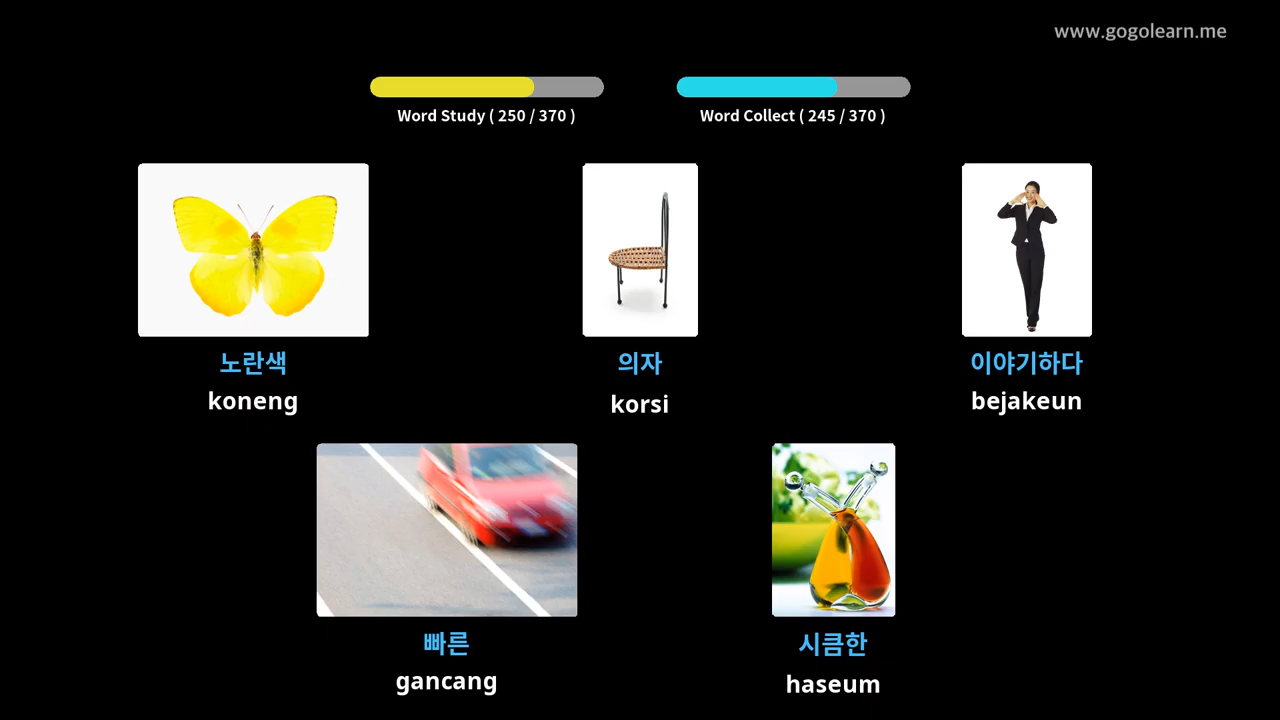 www.gogolearn.me
Word Study ( 250 / 370 )
Word Collect ( 245 / 370 )
노란색
koneng
의자
korsi
이야기하다
bejakeun
빠른
gancang
시큼한
haseum